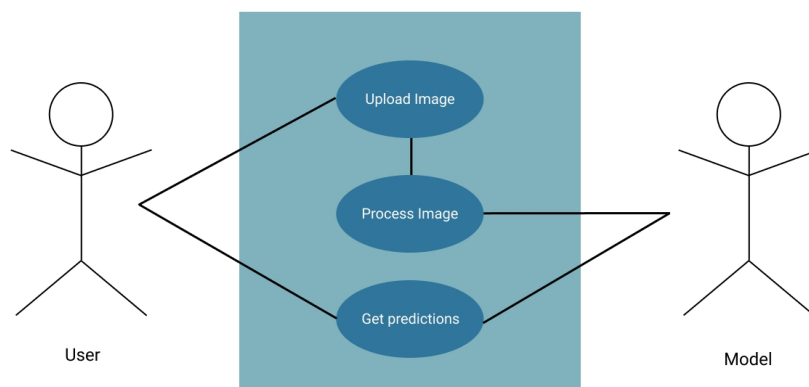 Upload Image
Process Image
Get predictions
User
Model